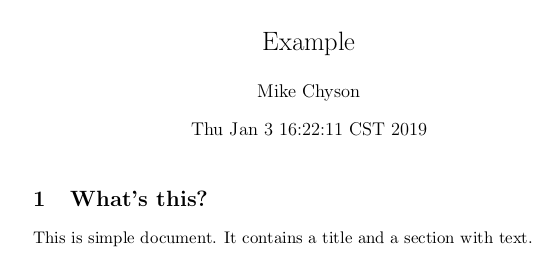 Example
Mike Chyson
Thu Jan 3 16:22:11 CST 2019
1 What's this?
This is simple document. It contains a title and a section with text.